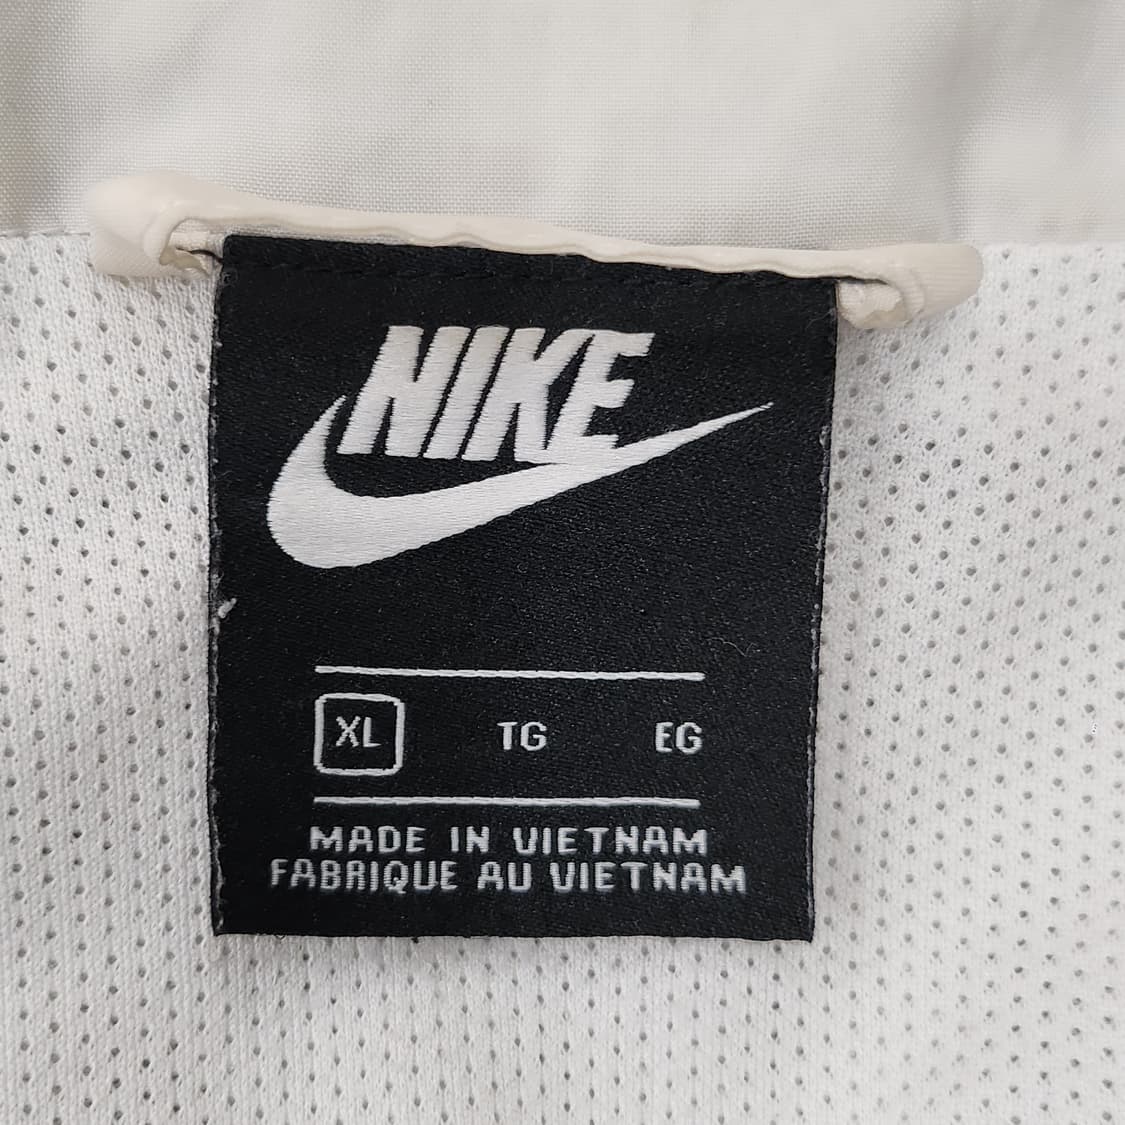 NIKE
XL TG EG
MADE IN VIETNAM
FABRIQUE AU VIETNAM